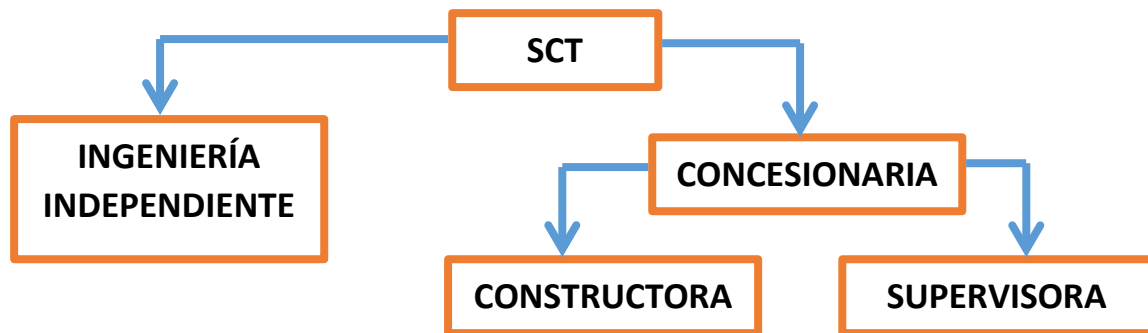 SCT
INGENIERÍA
INDEPENDIENTE
CONCESIONARIA
CONSTRUCTORA
SUPERVISORA